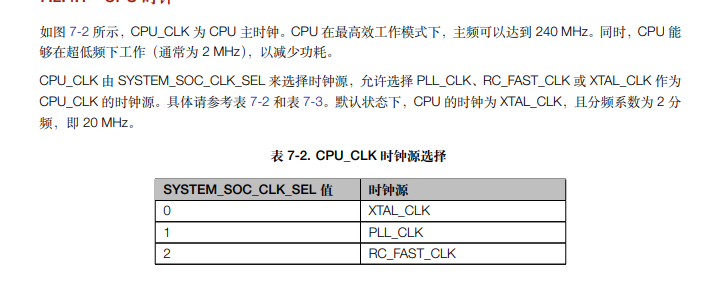 如图 7-2 所示，CPU_CLK 为 CPU 主时钟。CPU 在最高效工作模式下，主频可以达到 240 MHz。同时，CPU 能
够在超低频下工作（通常为 2 MHz），以减少功耗。
CPU_CLK 由 SYSTEM_SOC_CLK_SEL 来选择时钟源，允许选择 PLL_CLK、RC_FAST_CLK 或 XTAL_CLK 作为
CPU_CLK 的时钟源。具体请参考表 7-2 和表 7-3。默认状态下，CPU 的时钟为 XTAL_CLK，且分频系数为 2 分
频，即 20 MHz。
表 7-2. CPU_CLK 时钟源选择
SYSTEM_SOC_CLK_SEL 值 时钟源
0 XTAL_CLK
1 PLL_CLK
2 RC_FAST_CLK